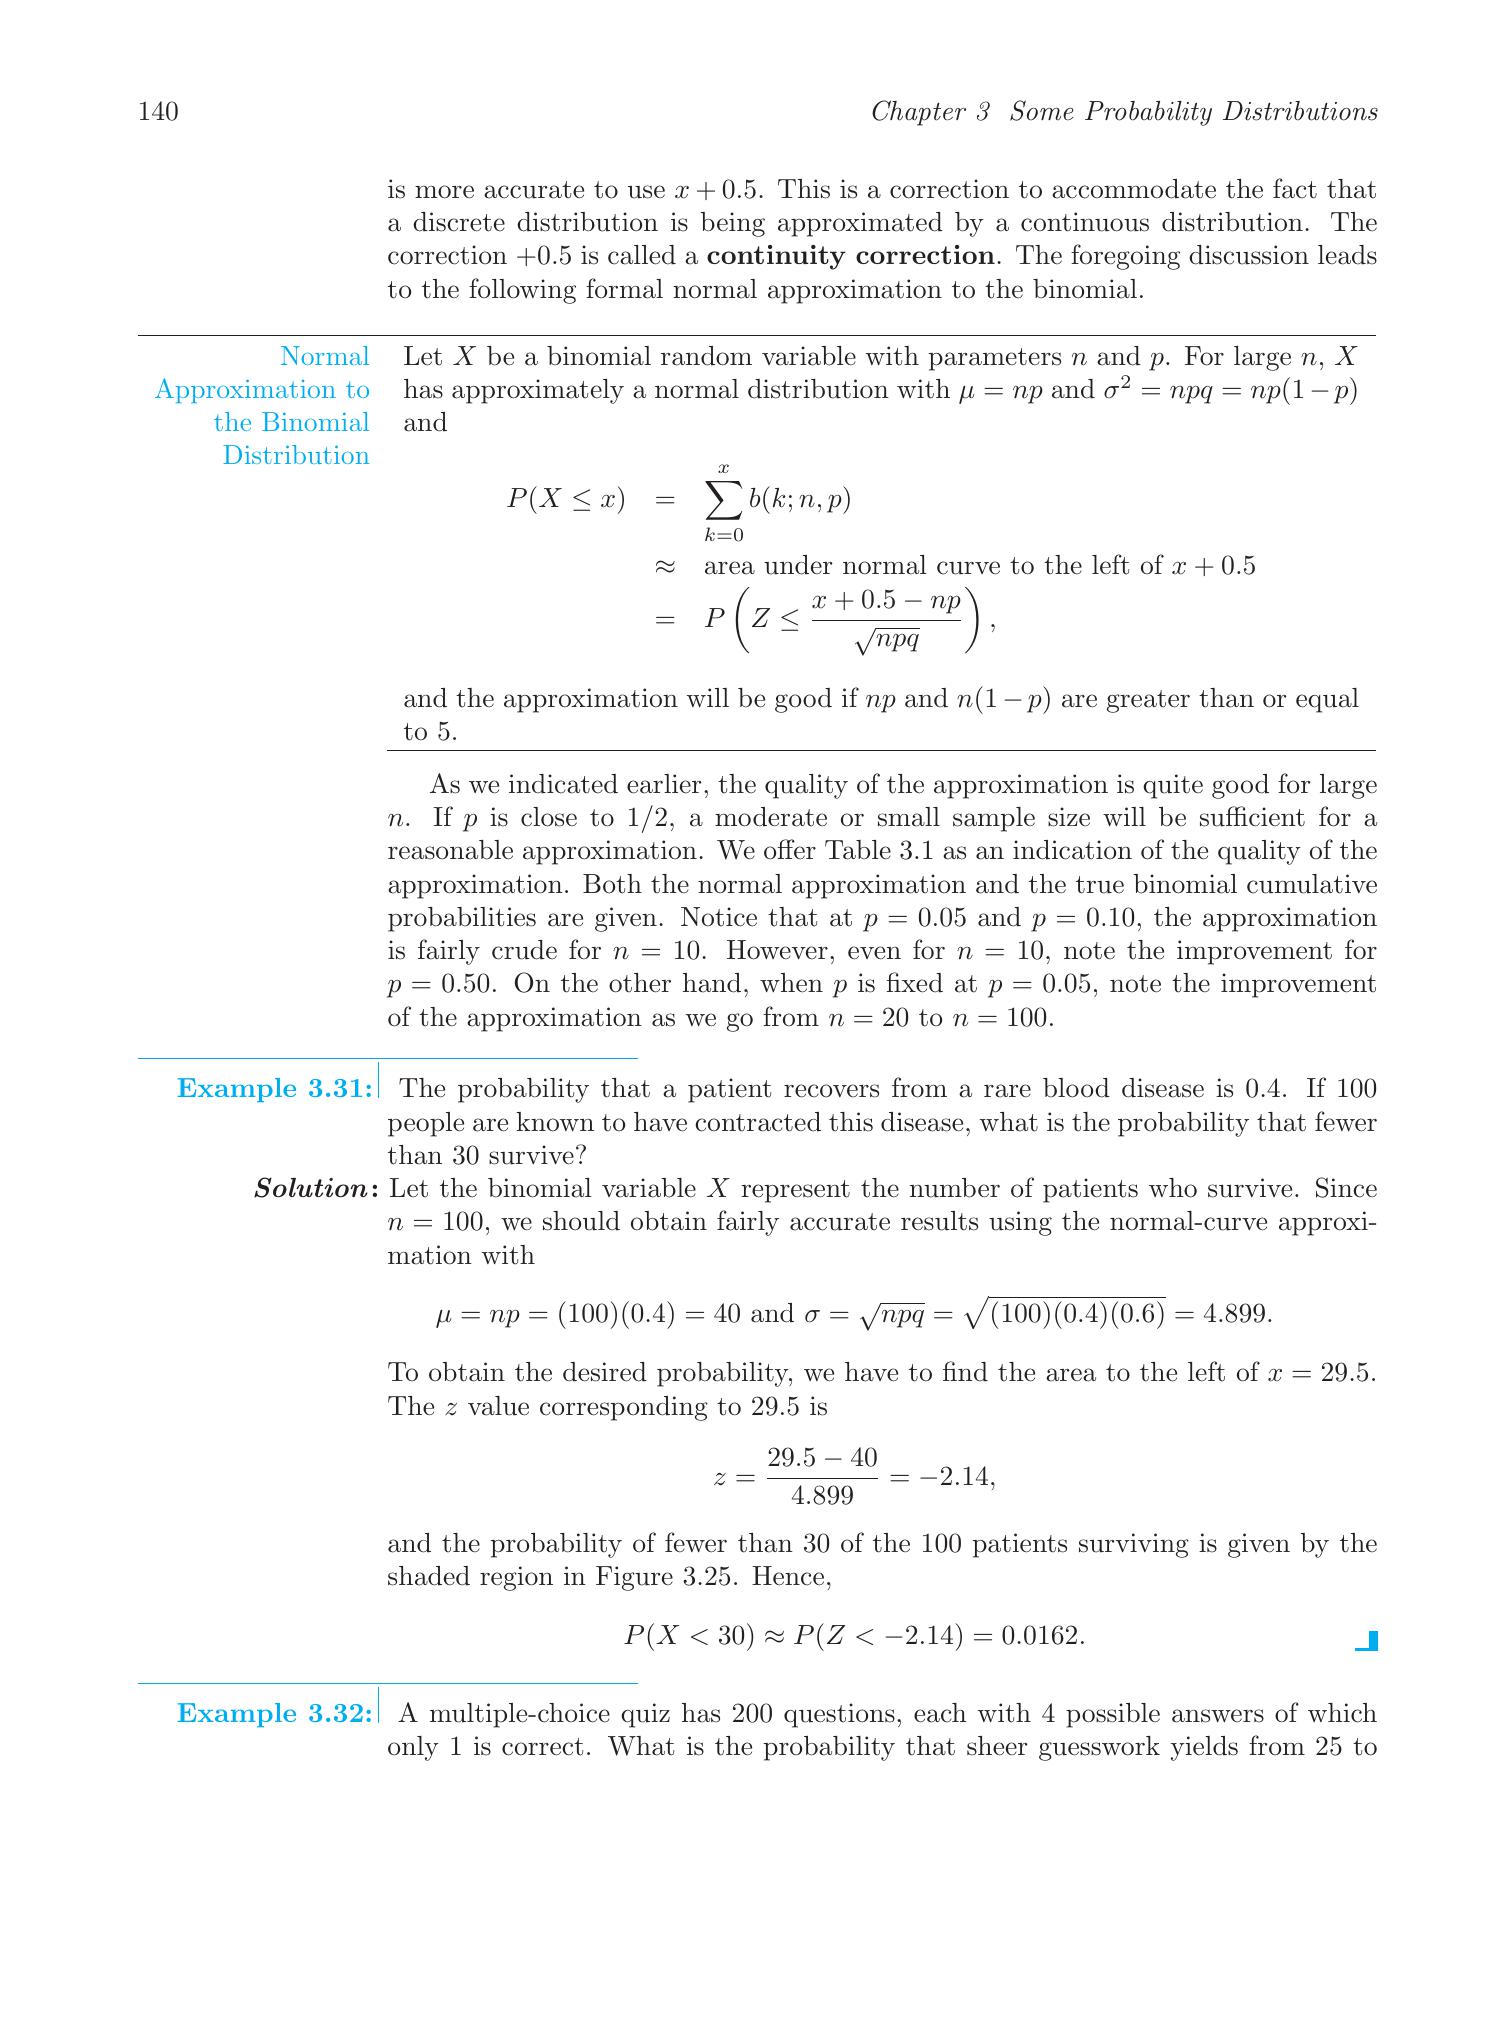 140
Chapter 3 Some Probability Distributions
is more accurate to use x + 0.5. This is a correction to accommodate the fact that
a discrete distribution is being approximated by a continuous distribution. The
correction +0.5 is called a continuity correction. The foregoing discussion leads
to the following formal normal approximation to the binomial.
Normal
Approximation to
the Binomial
Distribution
Let X be a binomial random variable with parameters n and p. For large n, X
has approximately a normal distribution with μ = np and σ² = npq = np(1 − p)
and
P(X ≤ x) = ∑_{k=0}^{x} b(k; n, p)
≈ area under normal curve to the left of x + 0.5
= P(Z ≤ (x + 0.5 − np)/√(npq)),
and the approximation will be good if np and n(1 − p) are greater than or equal
to 5.
As we indicated earlier, the quality of the approximation is quite good for large
n. If p is close to 1/2, a moderate or small sample size will be sufficient for a
reasonable approximation. We offer Table 3.1 as an indication of the quality of the
approximation. Both the normal approximation and the true binomial cumulative
probabilities are given. Notice that at p = 0.05 and p = 0.10, the approximation
is fairly crude for n = 10. However, even for n = 10, note the improvement for
p = 0.50. On the other hand, when p is fixed at p = 0.05, note the improvement
of the approximation as we go from n = 20 to n = 100.
Example 3.31: The probability that a patient recovers from a rare blood disease is 0.4. If 100
people are known to have contracted this disease, what is the probability that fewer
than 30 survive?
Solution: Let the binomial variable X represent the number of patients who survive. Since
n = 100, we should obtain fairly accurate results using the normal-curve approxi-
mation with
μ = np = (100)(0.4) = 40 and σ = √(npq) = √((100)(0.4)(0.6)) = 4.899.
To obtain the desired probability, we have to find the area to the left of x = 29.5.
The z value corresponding to 29.5 is
z = (29.5 − 40)/4.899 = −2.14,
and the probability of fewer than 30 of the 100 patients surviving is given by the
shaded region in Figure 3.25. Hence,
P(X < 30) ≈ P(Z < −2.14) = 0.0162.
Example 3.32: A multiple-choice quiz has 200 questions, each with 4 possible answers of which
only 1 is correct. What is the probability that sheer guesswork yields from 25 to